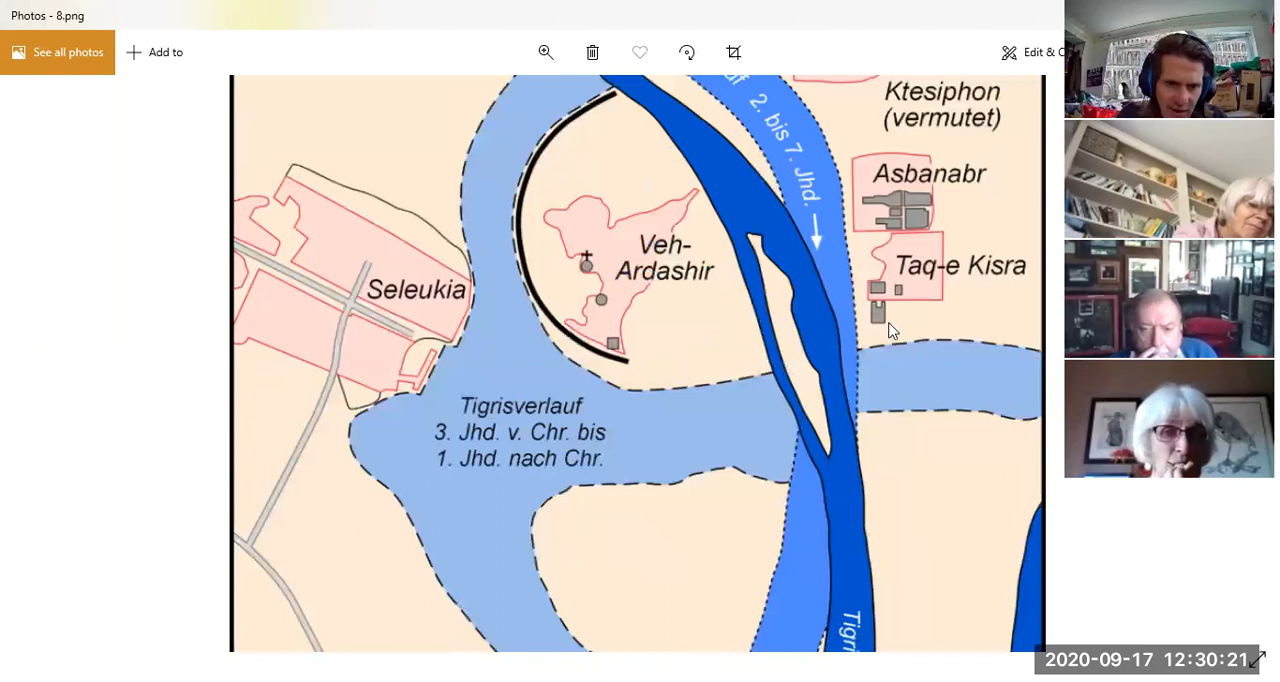 Photos - 8.png
See all photos
Add to
Edit &
2. bis 7. Jhd.
Ktesiphon
(vermutet)
Asbanabr
Veh-
Ardashir
Taq-e Kisra
Seleukia
Tigrisverlauf
3. Jhd. v. Chr. bis
1. Jhd. nach Chr.
Tigri
2020-09-17 12:30:21